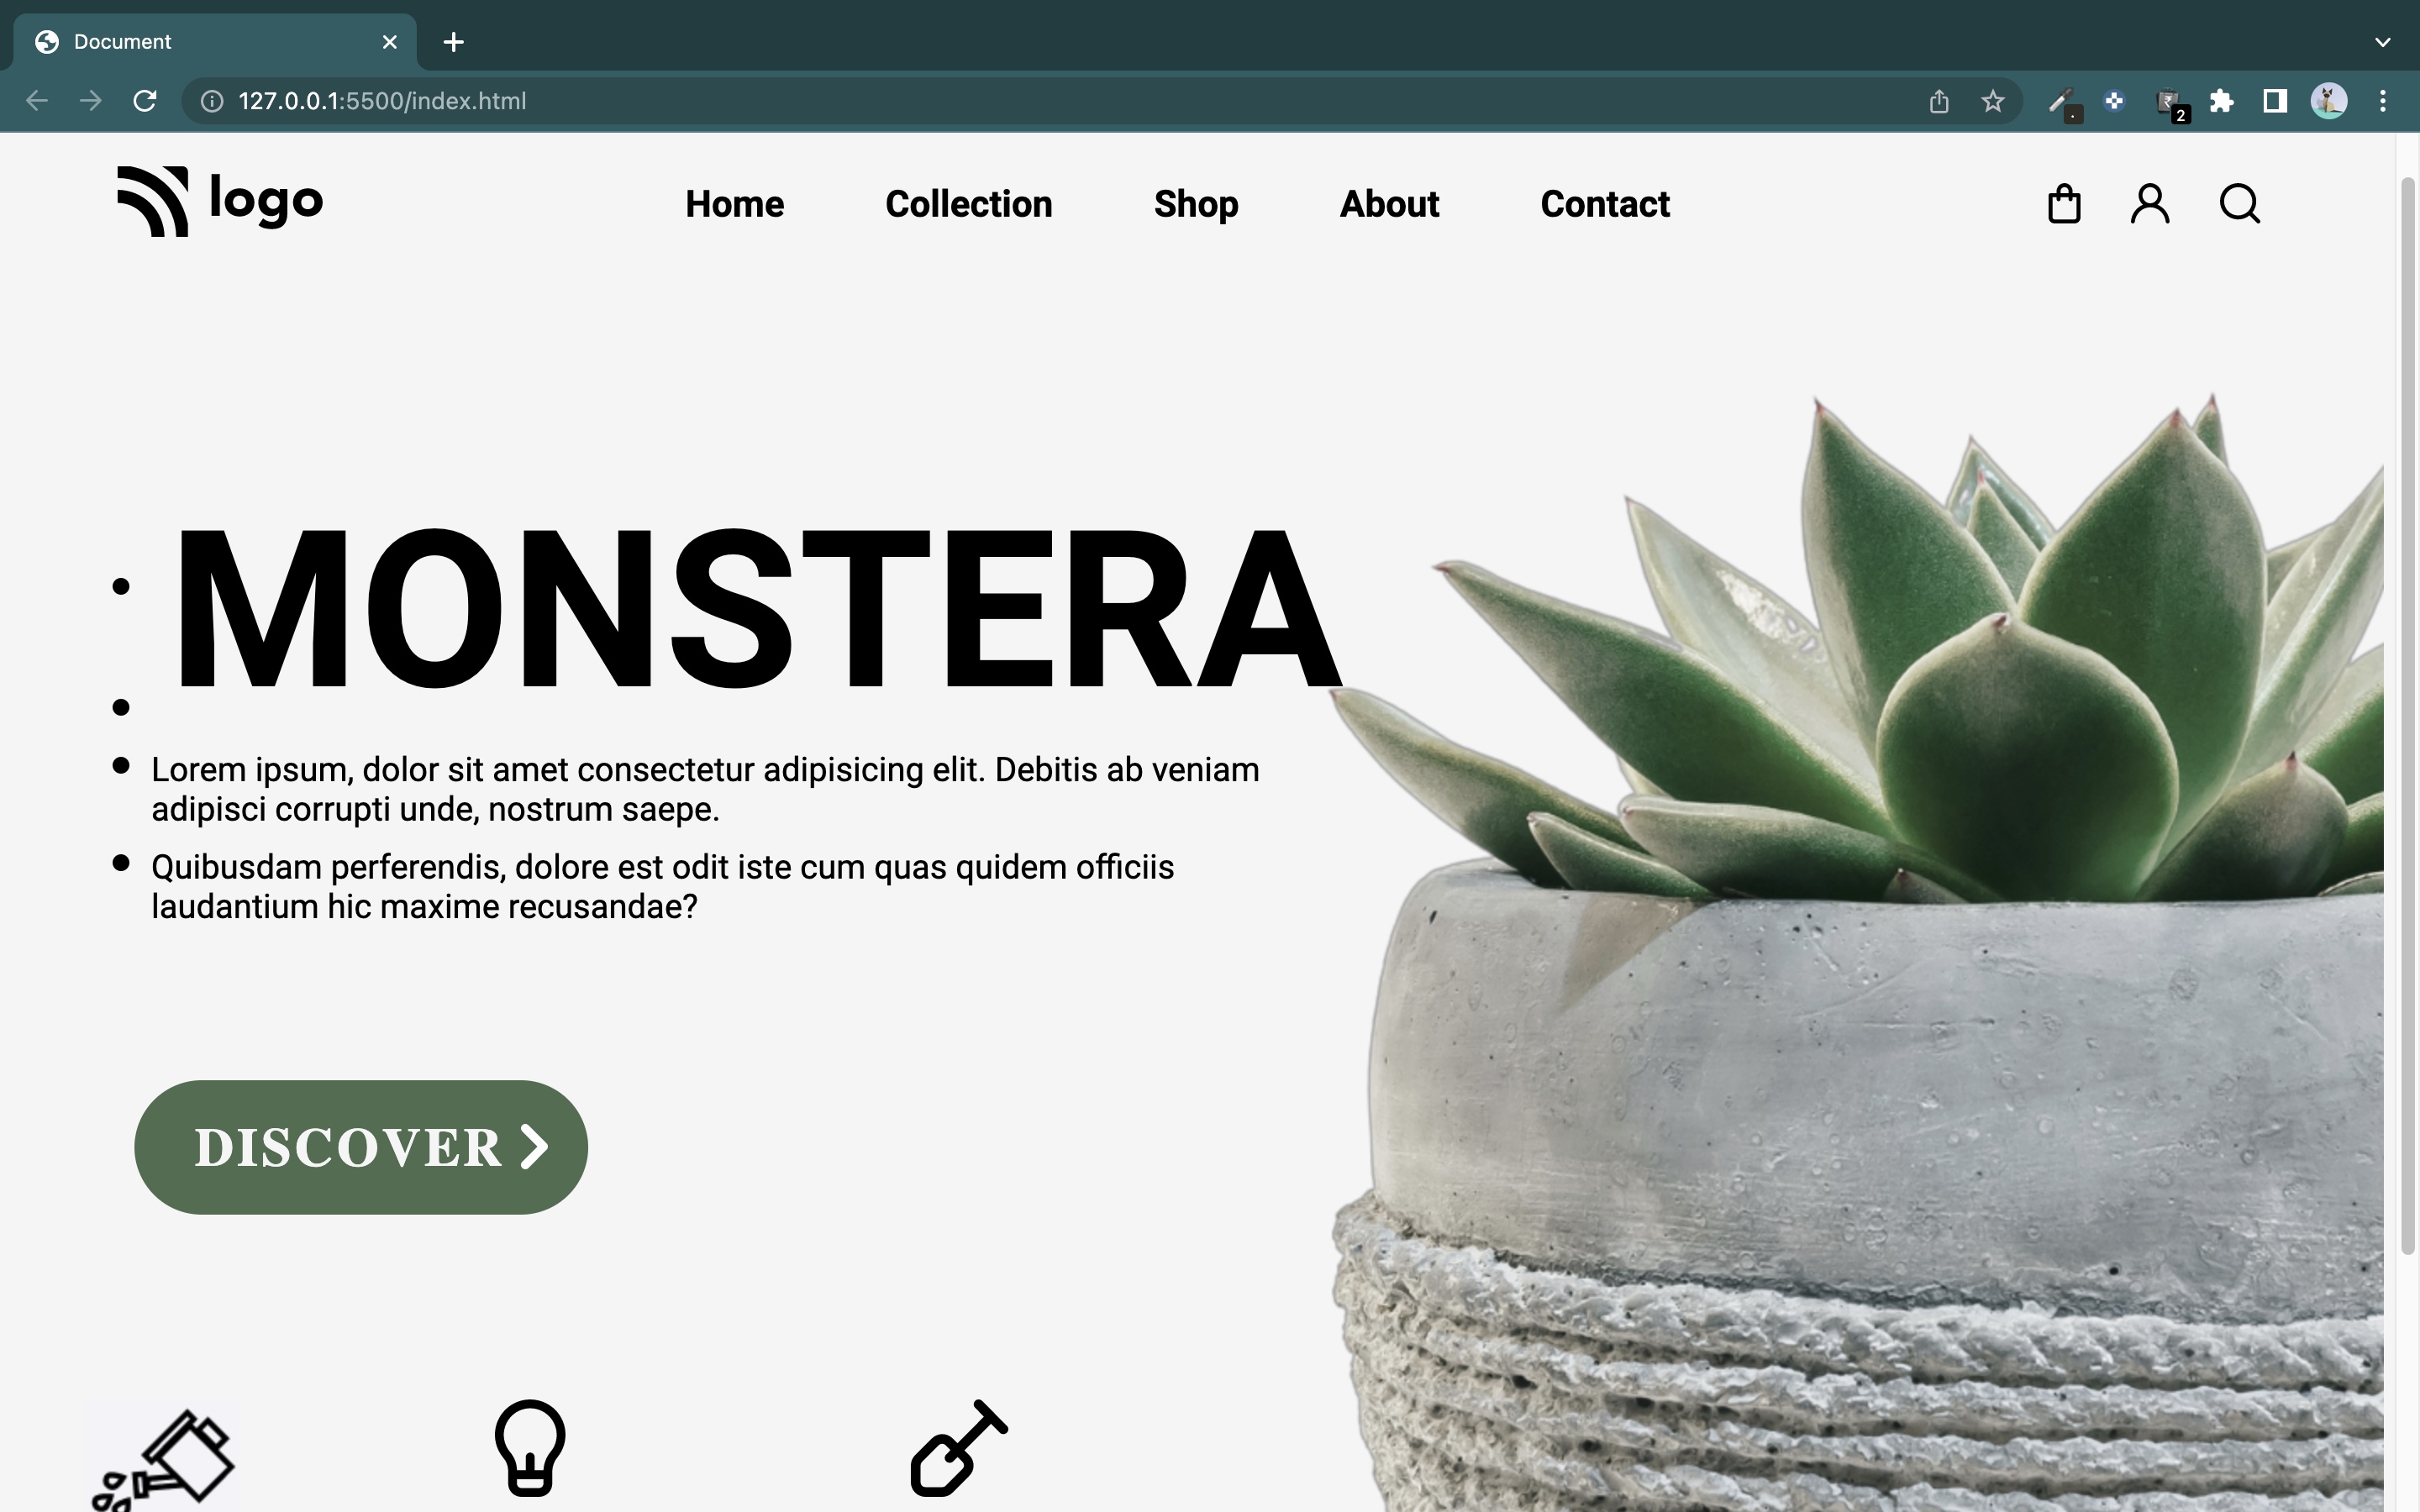 Document
127.0.0.1:5500/index.html
2
logo
Home Collection Shop About Contact
MONSTERA
Lorem ipsum, dolor sit amet consectetur adipisicing elit. Debitis ab veniam
adipisci corrupti unde, nostrum saepe.
Quibusdam perferendis, dolore est odit iste cum quas quidem officiis
laudantium hic maxime recusandae?
DISCOVER